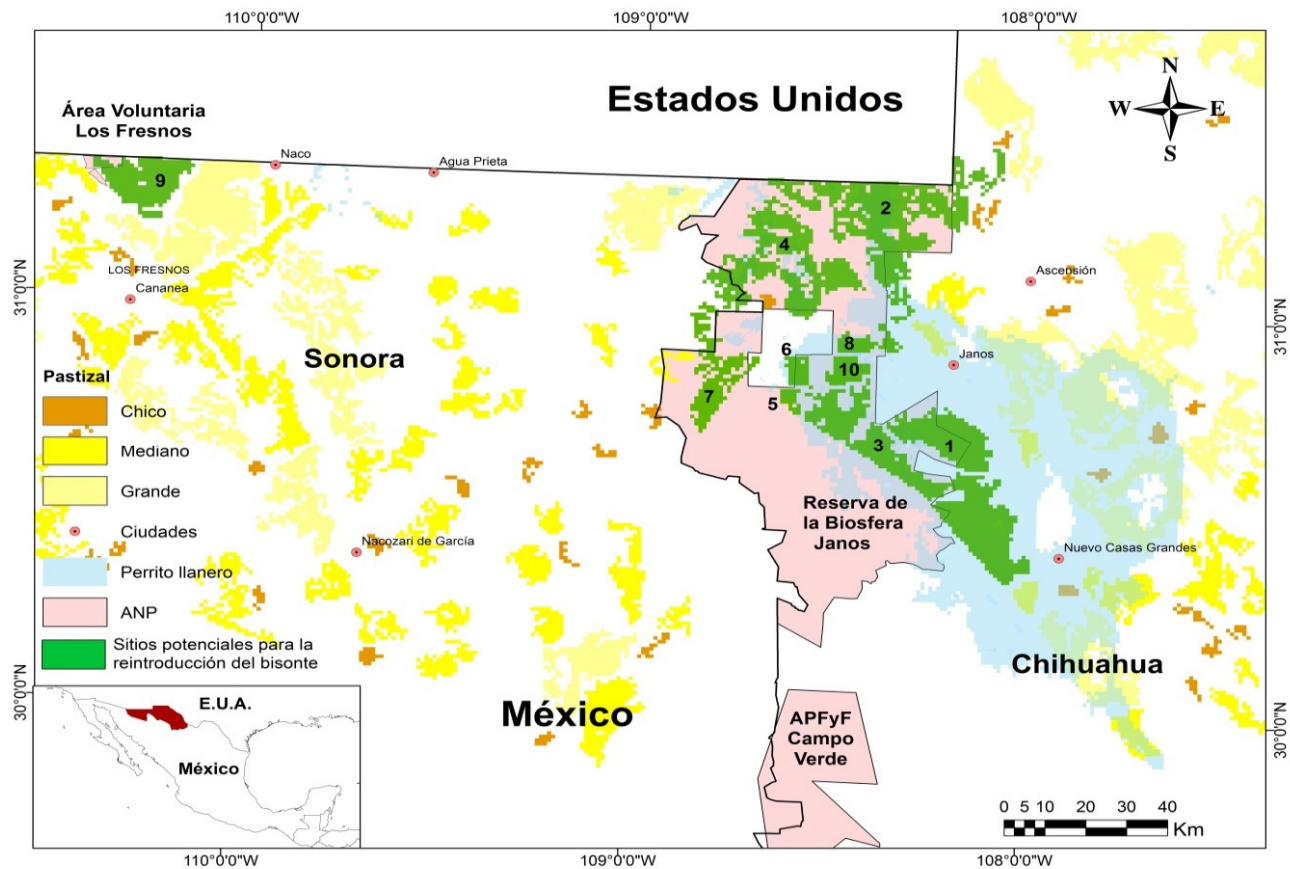 110°0'0"W
109°0'0"W
108°0'0"W
Estados Unidos
N
W E
S
Área Voluntaria
Los Fresnos
Naco
Agua Prieta
9
2
4
31°0'0"N
LOS FRESNOS
Cananea
Ascensión
31°0'0"N
Sonora
6
8
Janos
10
7
5
3
1
Pastizal
Chico
Mediano
Grande
Ciudades
Perrito llanero
ANP
Sitios potenciales para la
reintroducción del bisonte
Reserva de
la Biosfera
Janos
Nacozari de García
Nuevo Casas Grandes
Chihuahua
30°0'0"N
México
E.U.A.
México
APFyF
Campo
Verde
30°0'0"N
0 5 10 20 30 40
Km
110°0'0"W
109°0'0"W
108°0'0"W